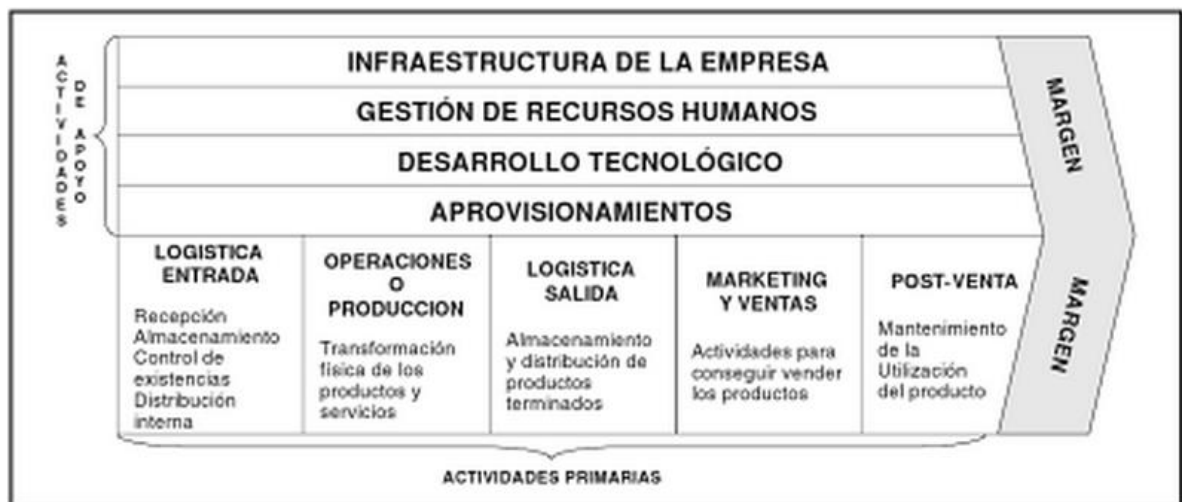 ACTIVIDADES
DE APOYO
INFRAESTRUCTURA DE LA EMPRESA
GESTIÓN DE RECURSOS HUMANOS
DESARROLLO TECNOLÓGICO
APROVISIONAMIENTOS
MARGEN
LOGISTICA
ENTRADA
Recepción
Almacenamiento
Control de
existencias
Distribución
interna
OPERACIONES
O
PRODUCCION
Transformación
física de los
productos y
servicios
LOGISTICA
SALIDA
Almacenamiento
y distribución de
productos
terminados
MARKETING
Y VENTAS
Actividades para
conseguir vender
los productos
POST-VENTA
Mantenimiento
de la
Utilización
del producto
MARGEN
ACTIVIDADES PRIMARIAS